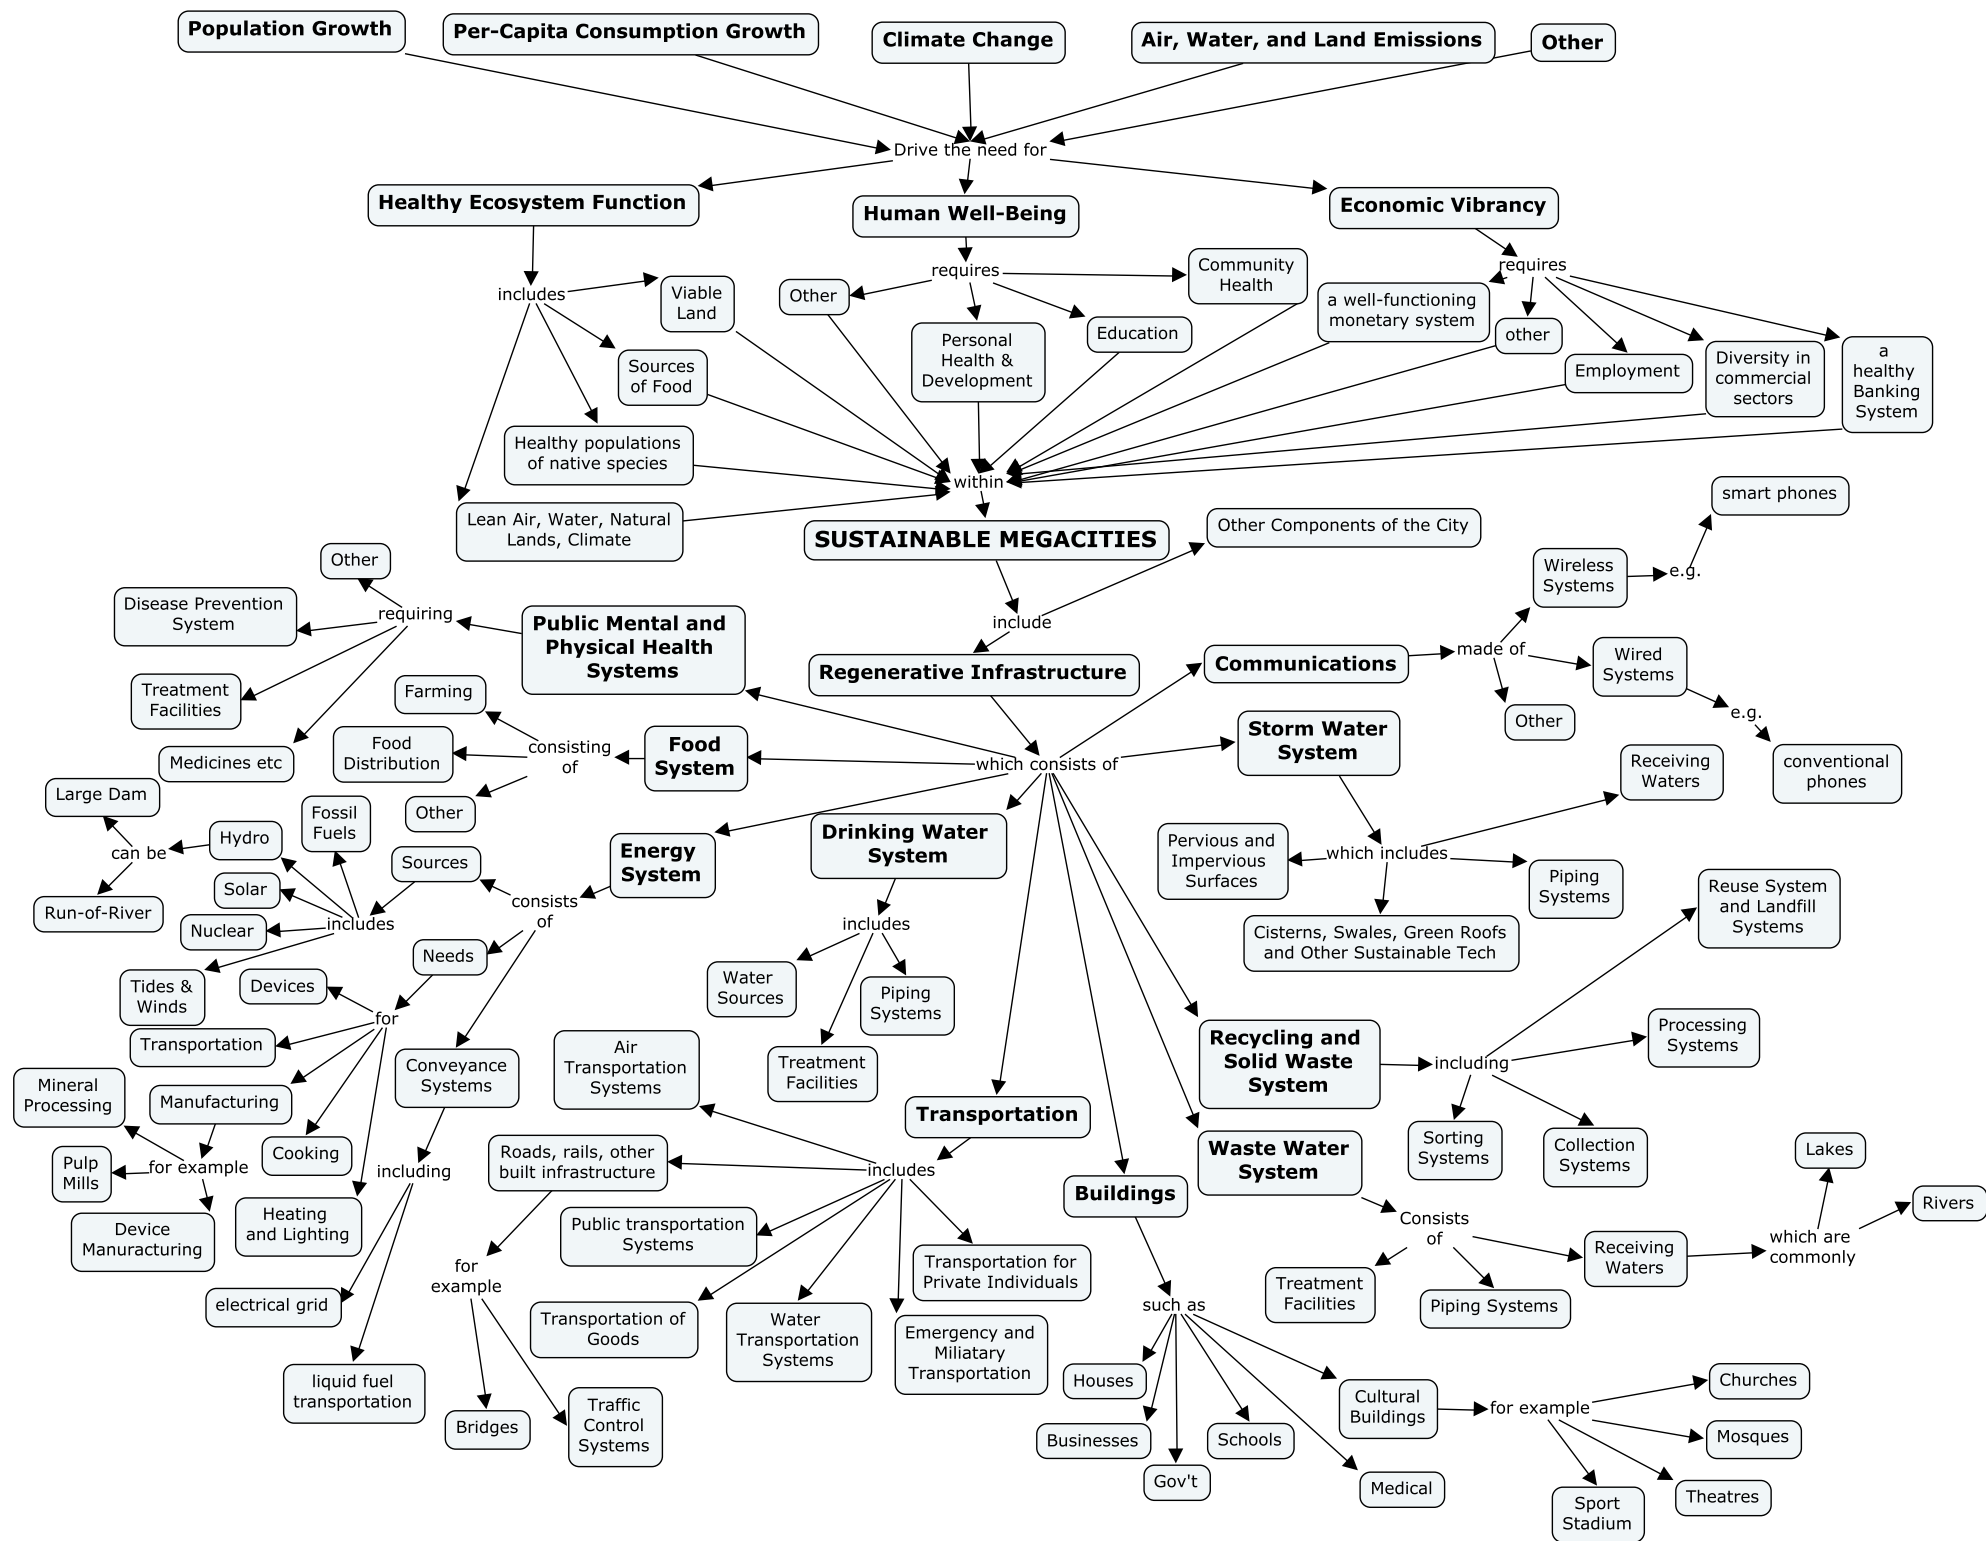 Population Growth
Per-Capita Consumption Growth
Climate Change
Air, Water, and Land Emissions
Other
Drive the need for
Healthy Ecosystem Function
Human Well-Being
Economic Vibrancy
includes
requires
requires
Viable
Land
Sources
of Food
Healthy populations
of native species
Lean Air, Water, Natural
Lands, Climate
Other
Personal
Health &
Development
Education
Community
Health
a well-functioning
monetary system
other
Employment
Diversity in
commercial
sectors
a
healthy
Banking
System
within
SUSTAINABLE MEGACITIES
include
Other Components of the City
Regenerative Infrastructure
which consists of
Public Mental and
Physical Health
Systems
requiring
Other
Disease Prevention
System
Treatment
Facilities
Medicines etc
Food
System
consisting
of
Farming
Food
Distribution
Other
Energy
System
consists
of
Sources
includes
Fossil
Fuels
Hydro
can be
Large Dam
Run-of-River
Solar
Nuclear
Tides &
Winds
Needs
for
Devices
Transportation
Manufacturing
for example
Mineral
Processing
Pulp
Mills
Device
Manuracturing
Cooking
Heating
and Lighting
Conveyance
Systems
including
electrical grid
liquid fuel
transportation
Drinking Water
System
includes
Water
Sources
Treatment
Facilities
Piping
Systems
Transportation
includes
Air
Transportation
Systems
Roads, rails, other
built infrastructure
for
example
Bridges
Traffic
Control
Systems
Public transportation
Systems
Transportation of
Goods
Water
Transportation
Systems
Emergency and
Miliatary
Transportation
Transportation for
Private Individuals
Buildings
such as
Houses
Businesses
Gov't
Schools
Medical
Cultural
Buildings
for example
Churches
Mosques
Theatres
Sport
Stadium
Waste Water
System
Consists
of
Treatment
Facilities
Piping Systems
Receiving
Waters
which are
commonly
Lakes
Rivers
Recycling and
Solid Waste
System
including
Reuse System
and Landfill
Systems
Processing
Systems
Collection
Systems
Sorting
Systems
Storm Water
System
which includes
Receiving
Waters
Piping
Systems
Cisterns, Swales, Green Roofs
and Other Sustainable Tech
Pervious and
Impervious
Surfaces
Communications
made of
Wireless
Systems
e.g.
smart phones
Wired
Systems
e.g.
conventional
phones
Other